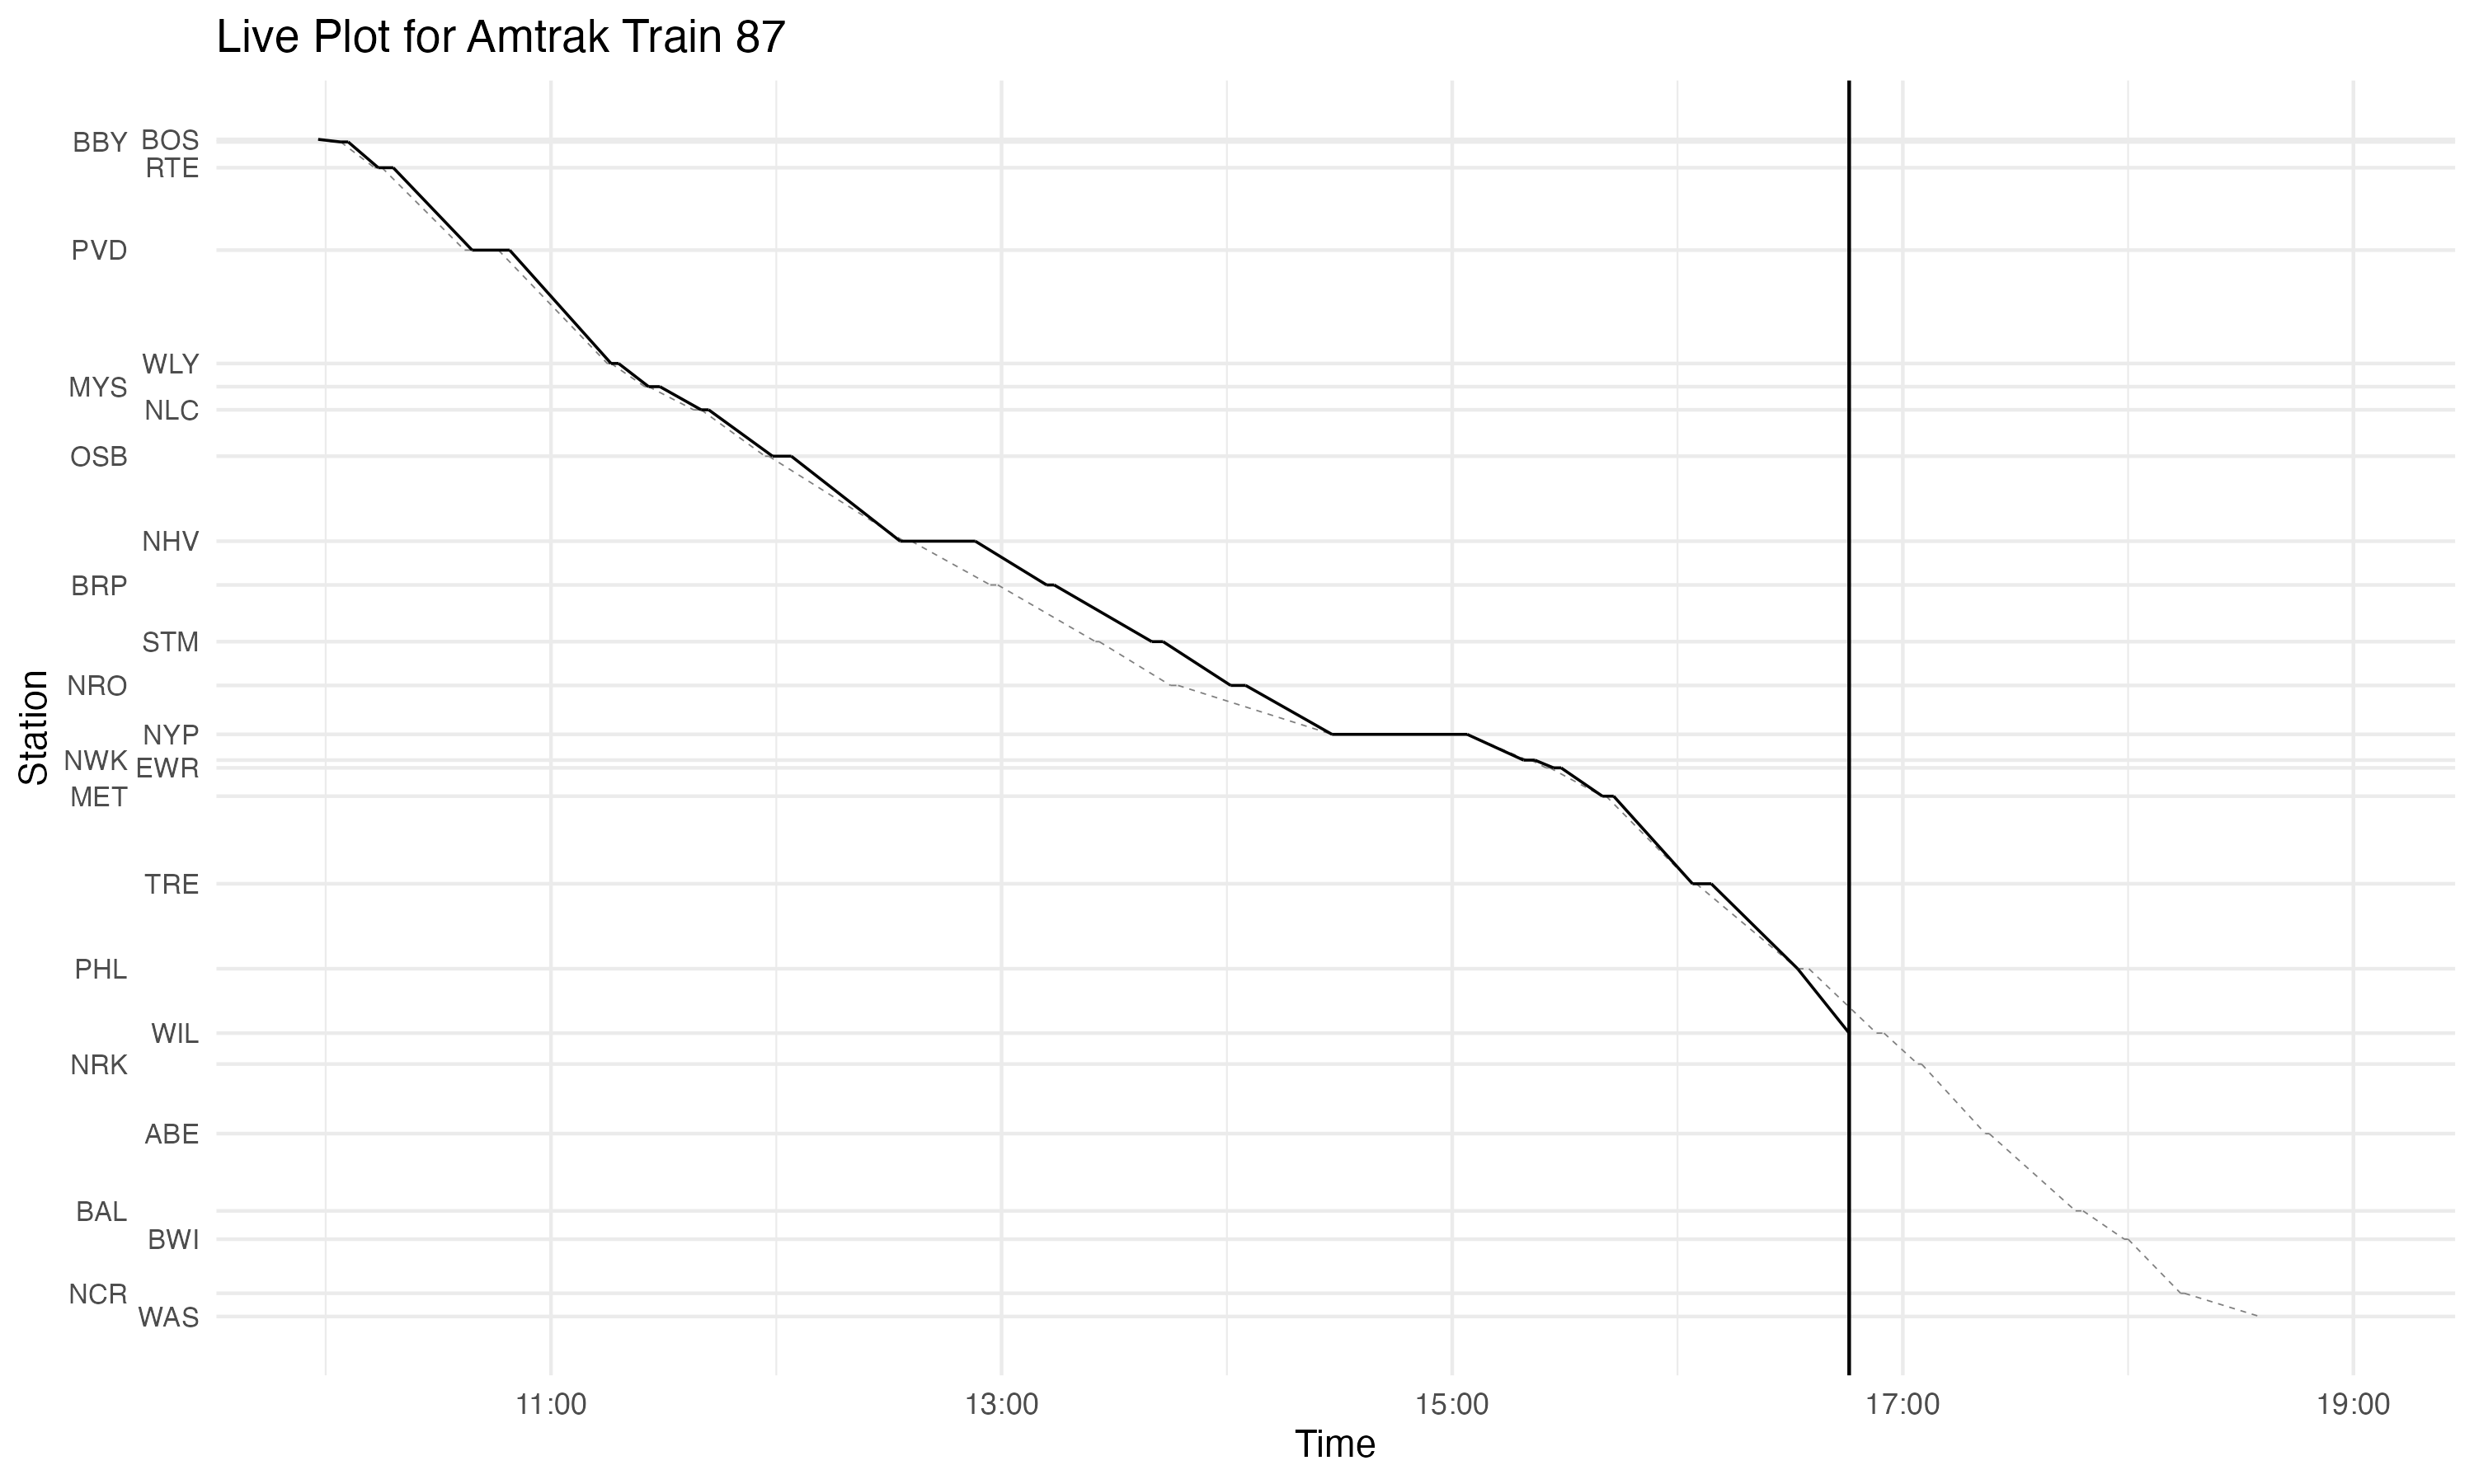 Live Plot for Amtrak Train 87
BBY BOS
RTE
PVD
WLY
MYS
NLC
OSB
NHV
BRP
STM
NRO
NYP
NWK EWR
MET
TRE
PHL
WIL
NRK
ABE
BAL
BWI
NCR
WAS
Station
11:00 13:00 15:00 17:00 19:00
Time